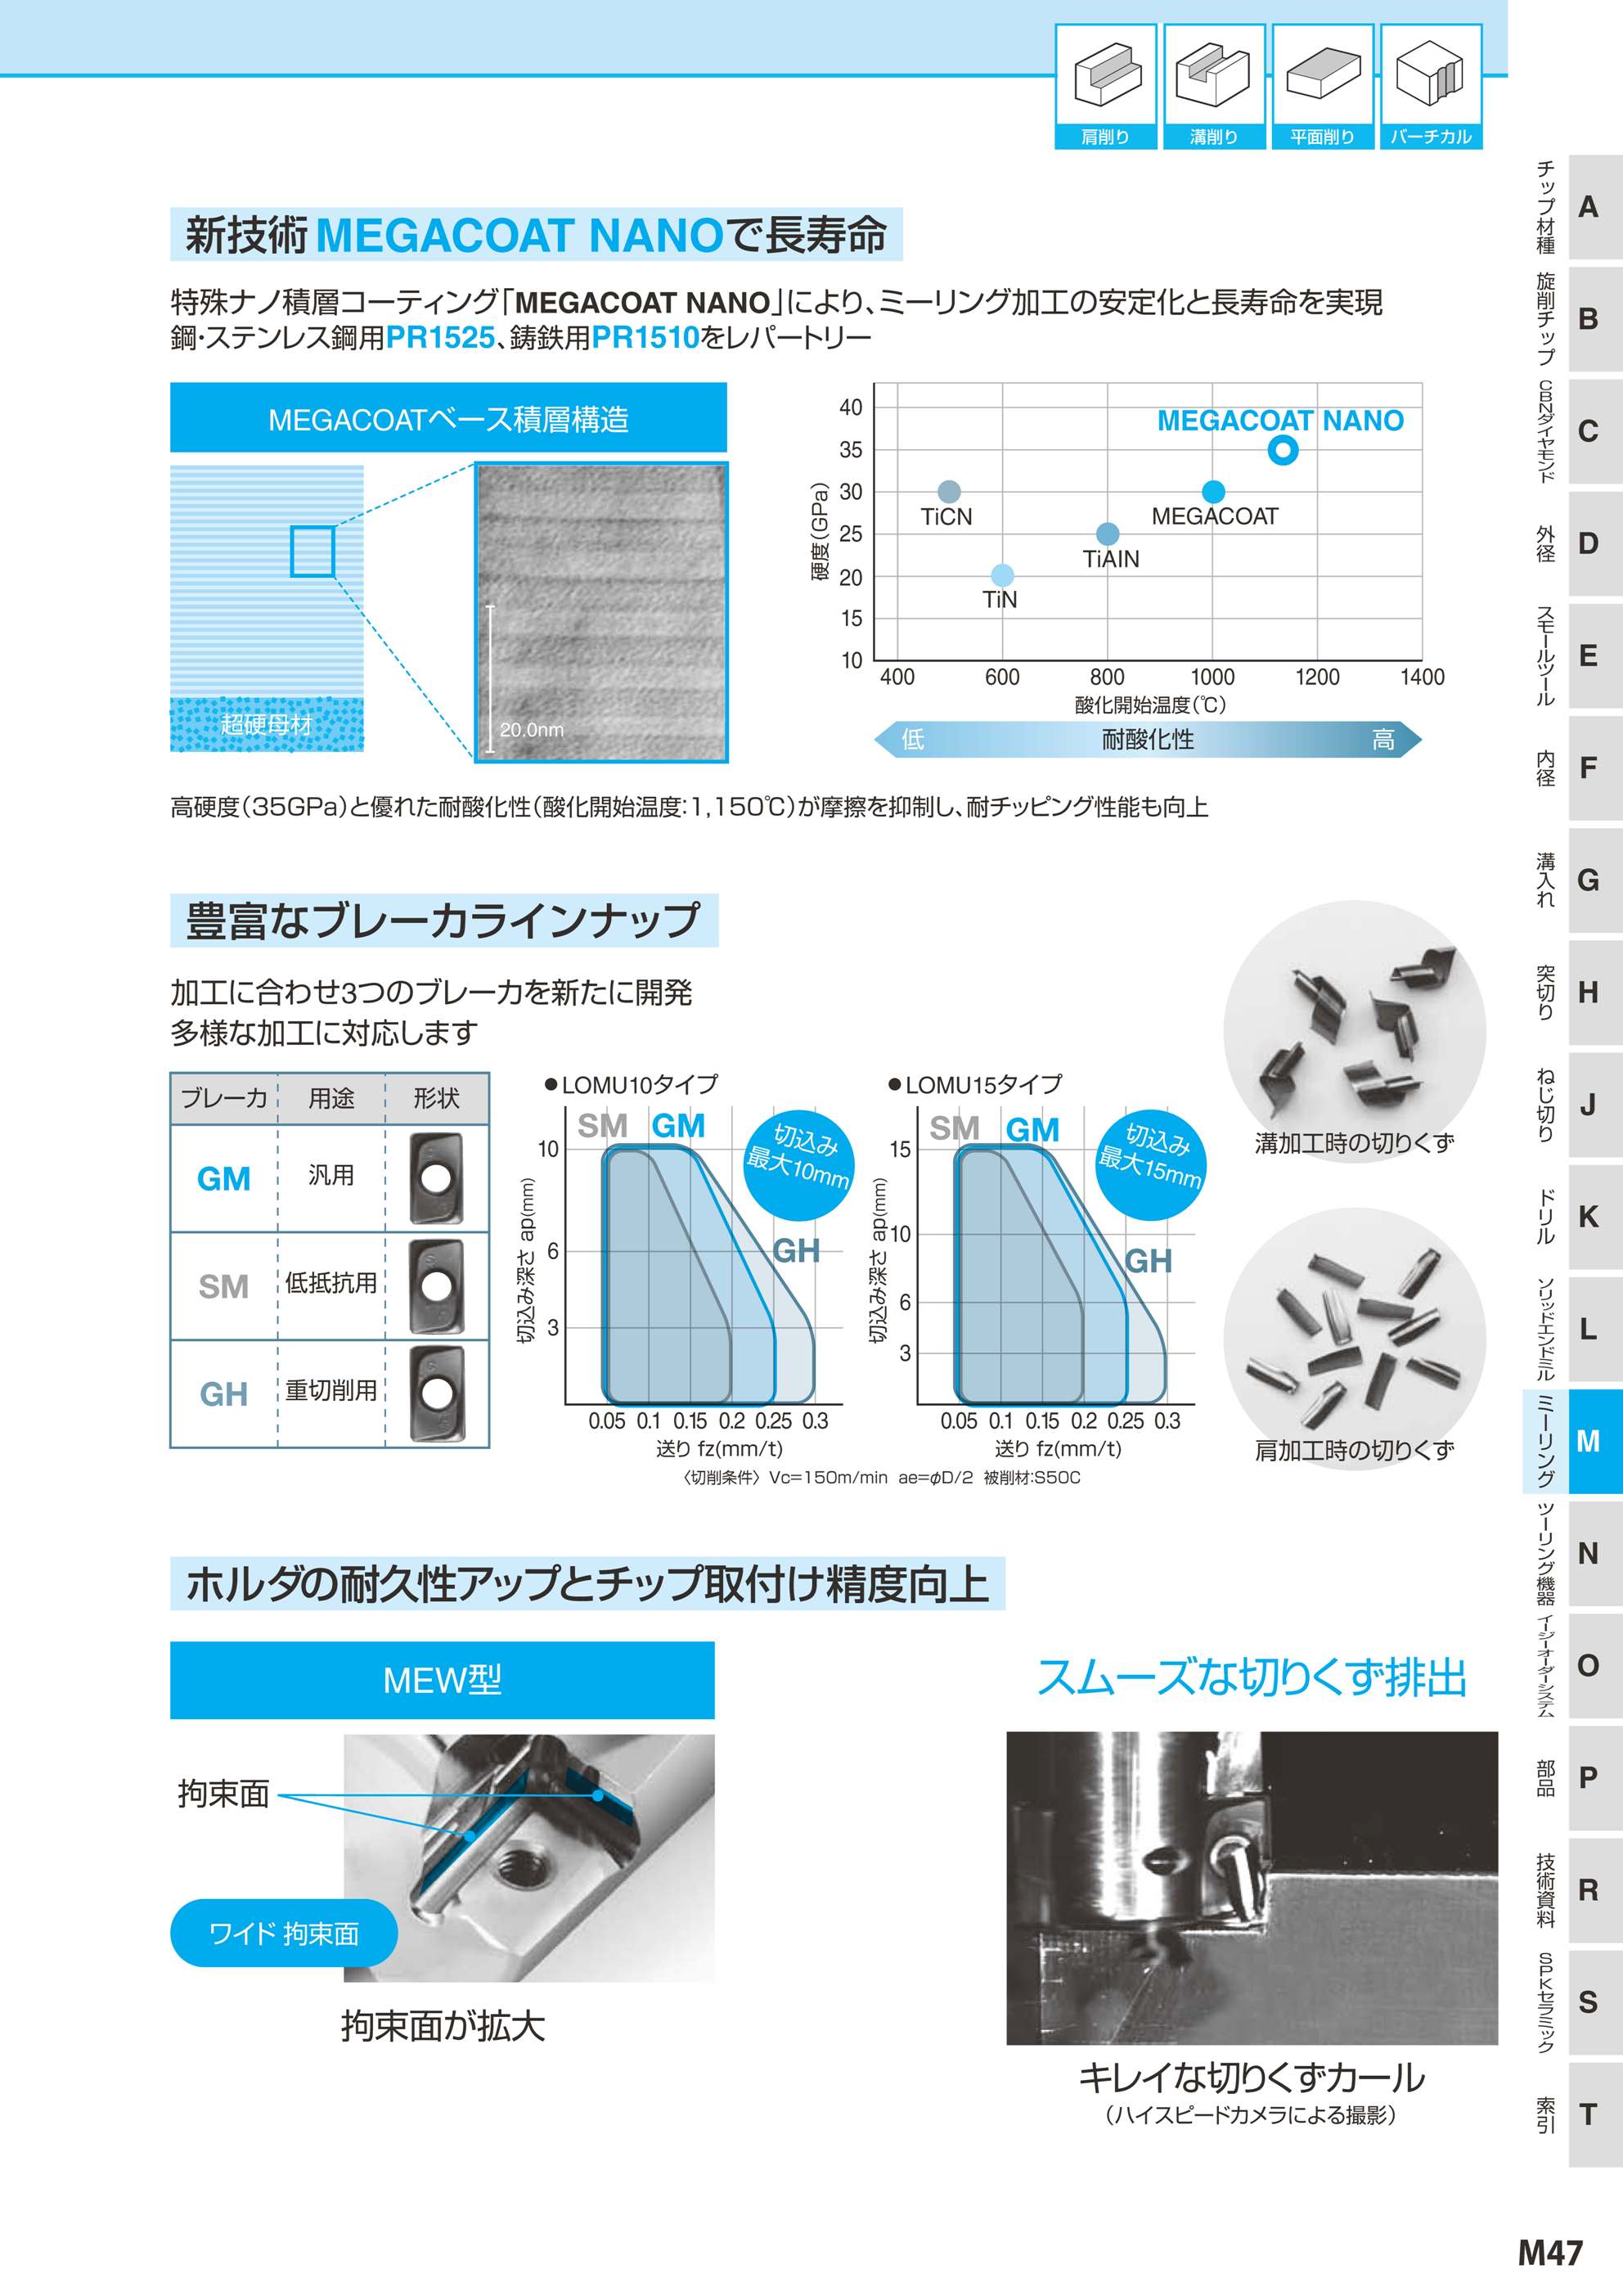 肩削り
溝削り
平面削り
バーチカル
新技術MEGACOAT NANOで長寿命
特殊ナノ積層コーティング「MEGACOAT NANO」により、ミーリング加工の安定化と長寿命を実現
鋼・ステンレス鋼用PR1525、鋳鉄用PR1510をレパートリー
MEGACOATベース積層構造
超硬母材
20.0nm
硬度(GPa)
40
35
30
25
20
15
10
MEGACOAT NANO
TiCN
MEGACOAT
TiAlN
TiN
400 600 800 1000 1200 1400
酸化開始温度(℃)
低 耐酸化性 高
高硬度(35GPa)と優れた耐酸化性(酸化開始温度:1,150℃)が摩擦を抑制し、耐チッピング性能も向上
豊富なブレーカラインナップ
加工に合わせ3つのブレーカを新たに開発
多様な加工に対応します
ブレーカ 用途 形状
GM 汎用
SM 低抵抗用
GH 重切削用
●LOMU10タイプ
SM GM
切込み
最大10mm
GH
切込み深さ ap(mm)
10
6
3
0.05 0.1 0.15 0.2 0.25 0.3
送り fz(mm/t)
●LOMU15タイプ
SM GM
切込み
最大15mm
GH
切込み深さ ap(mm)
15
10
6
3
0.05 0.1 0.15 0.2 0.25 0.3
送り fz(mm/t)
〈切削条件〉 Vc=150m/min ae=φD/2 被削材:S50C
溝加工時の切りくず
肩加工時の切りくず
ホルダの耐久性アップとチップ取付け精度向上
MEW型
拘束面
ワイド 拘束面
拘束面が拡大
スムーズな切りくず排出
キレイな切りくずカール
(ハイスピードカメラによる撮影)
チップ材種 A
旋削チップ B
CBNダイヤモンド C
外径 D
スモールツール E
内径 F
溝入れ G
突切り H
ねじ切り J
ドリル K
ソリッドエンドミル L
ミーリング M
ツーリング機器 N
イージーオーダーシステム O
部品 P
技術資料 R
SPKセラミック S
索引 T
M47